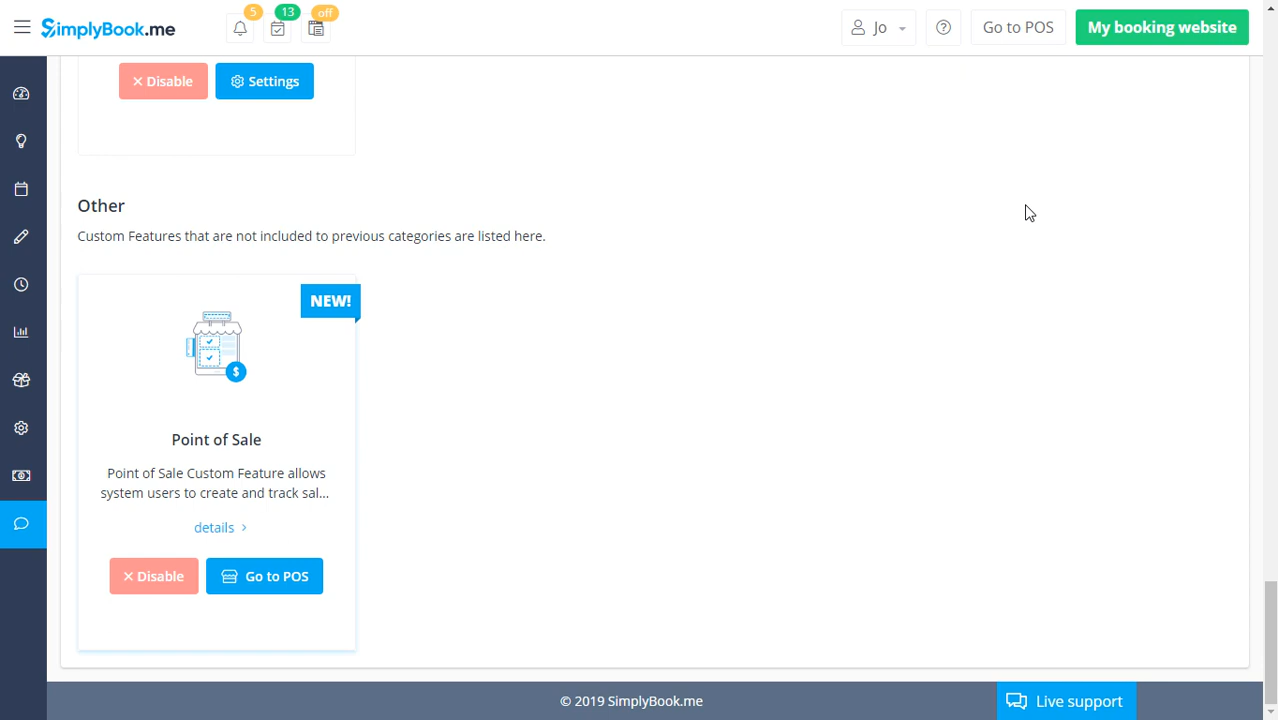 SimplyBook.me
5
13
off
Jo
Go to POS
My booking website
Disable
Settings
Other
Custom Features that are not included to previous categories are listed here.
NEW!
$
Point of Sale
Point of Sale Custom Feature allows
system users to create and track sal...
details
Disable
Go to POS
© 2019 SimplyBook.me
Live support